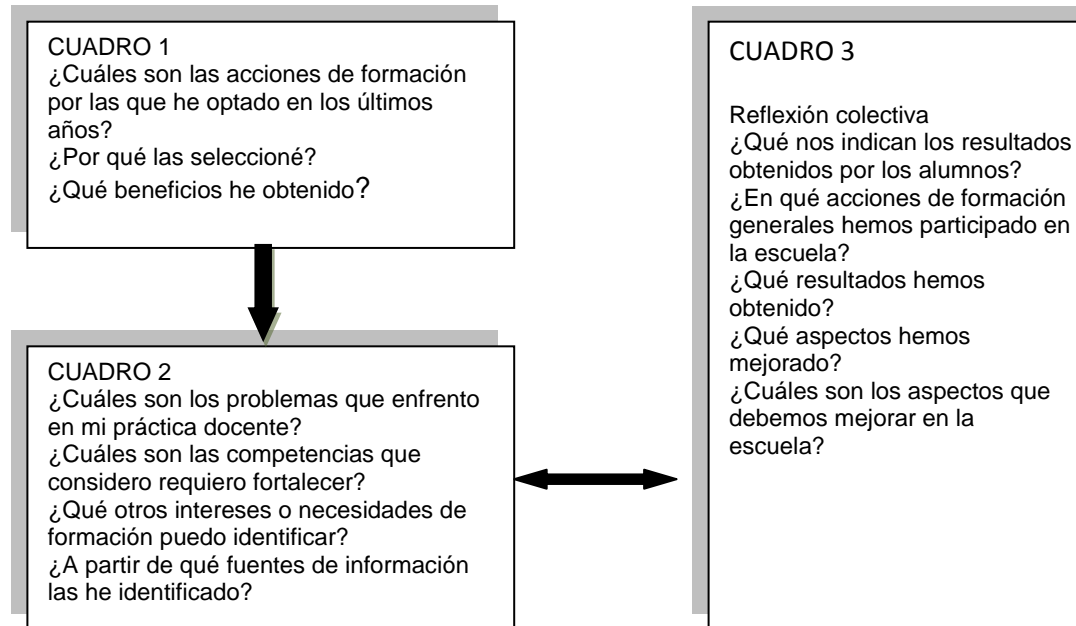 CUADRO 1
¿Cuáles son las acciones de formación
por las que he optado en los últimos
años?
¿Por qué las seleccioné?
¿Qué beneficios he obtenido?
CUADRO 2
¿Cuáles son los problemas que enfrento
en mi práctica docente?
¿Cuáles son las competencias que
considero requiero fortalecer?
¿Qué otros intereses o necesidades de
formación puedo identificar?
¿A partir de qué fuentes de información
las he identificado?
CUADRO 3
Reflexión colectiva
¿Qué nos indican los resultados
obtenidos por los alumnos?
¿En qué acciones de formación
generales hemos participado en
la escuela?
¿Qué resultados hemos
obtenido?
¿Qué aspectos hemos
mejorado?
¿Cuáles son los aspectos que
debemos mejorar en la
escuela?